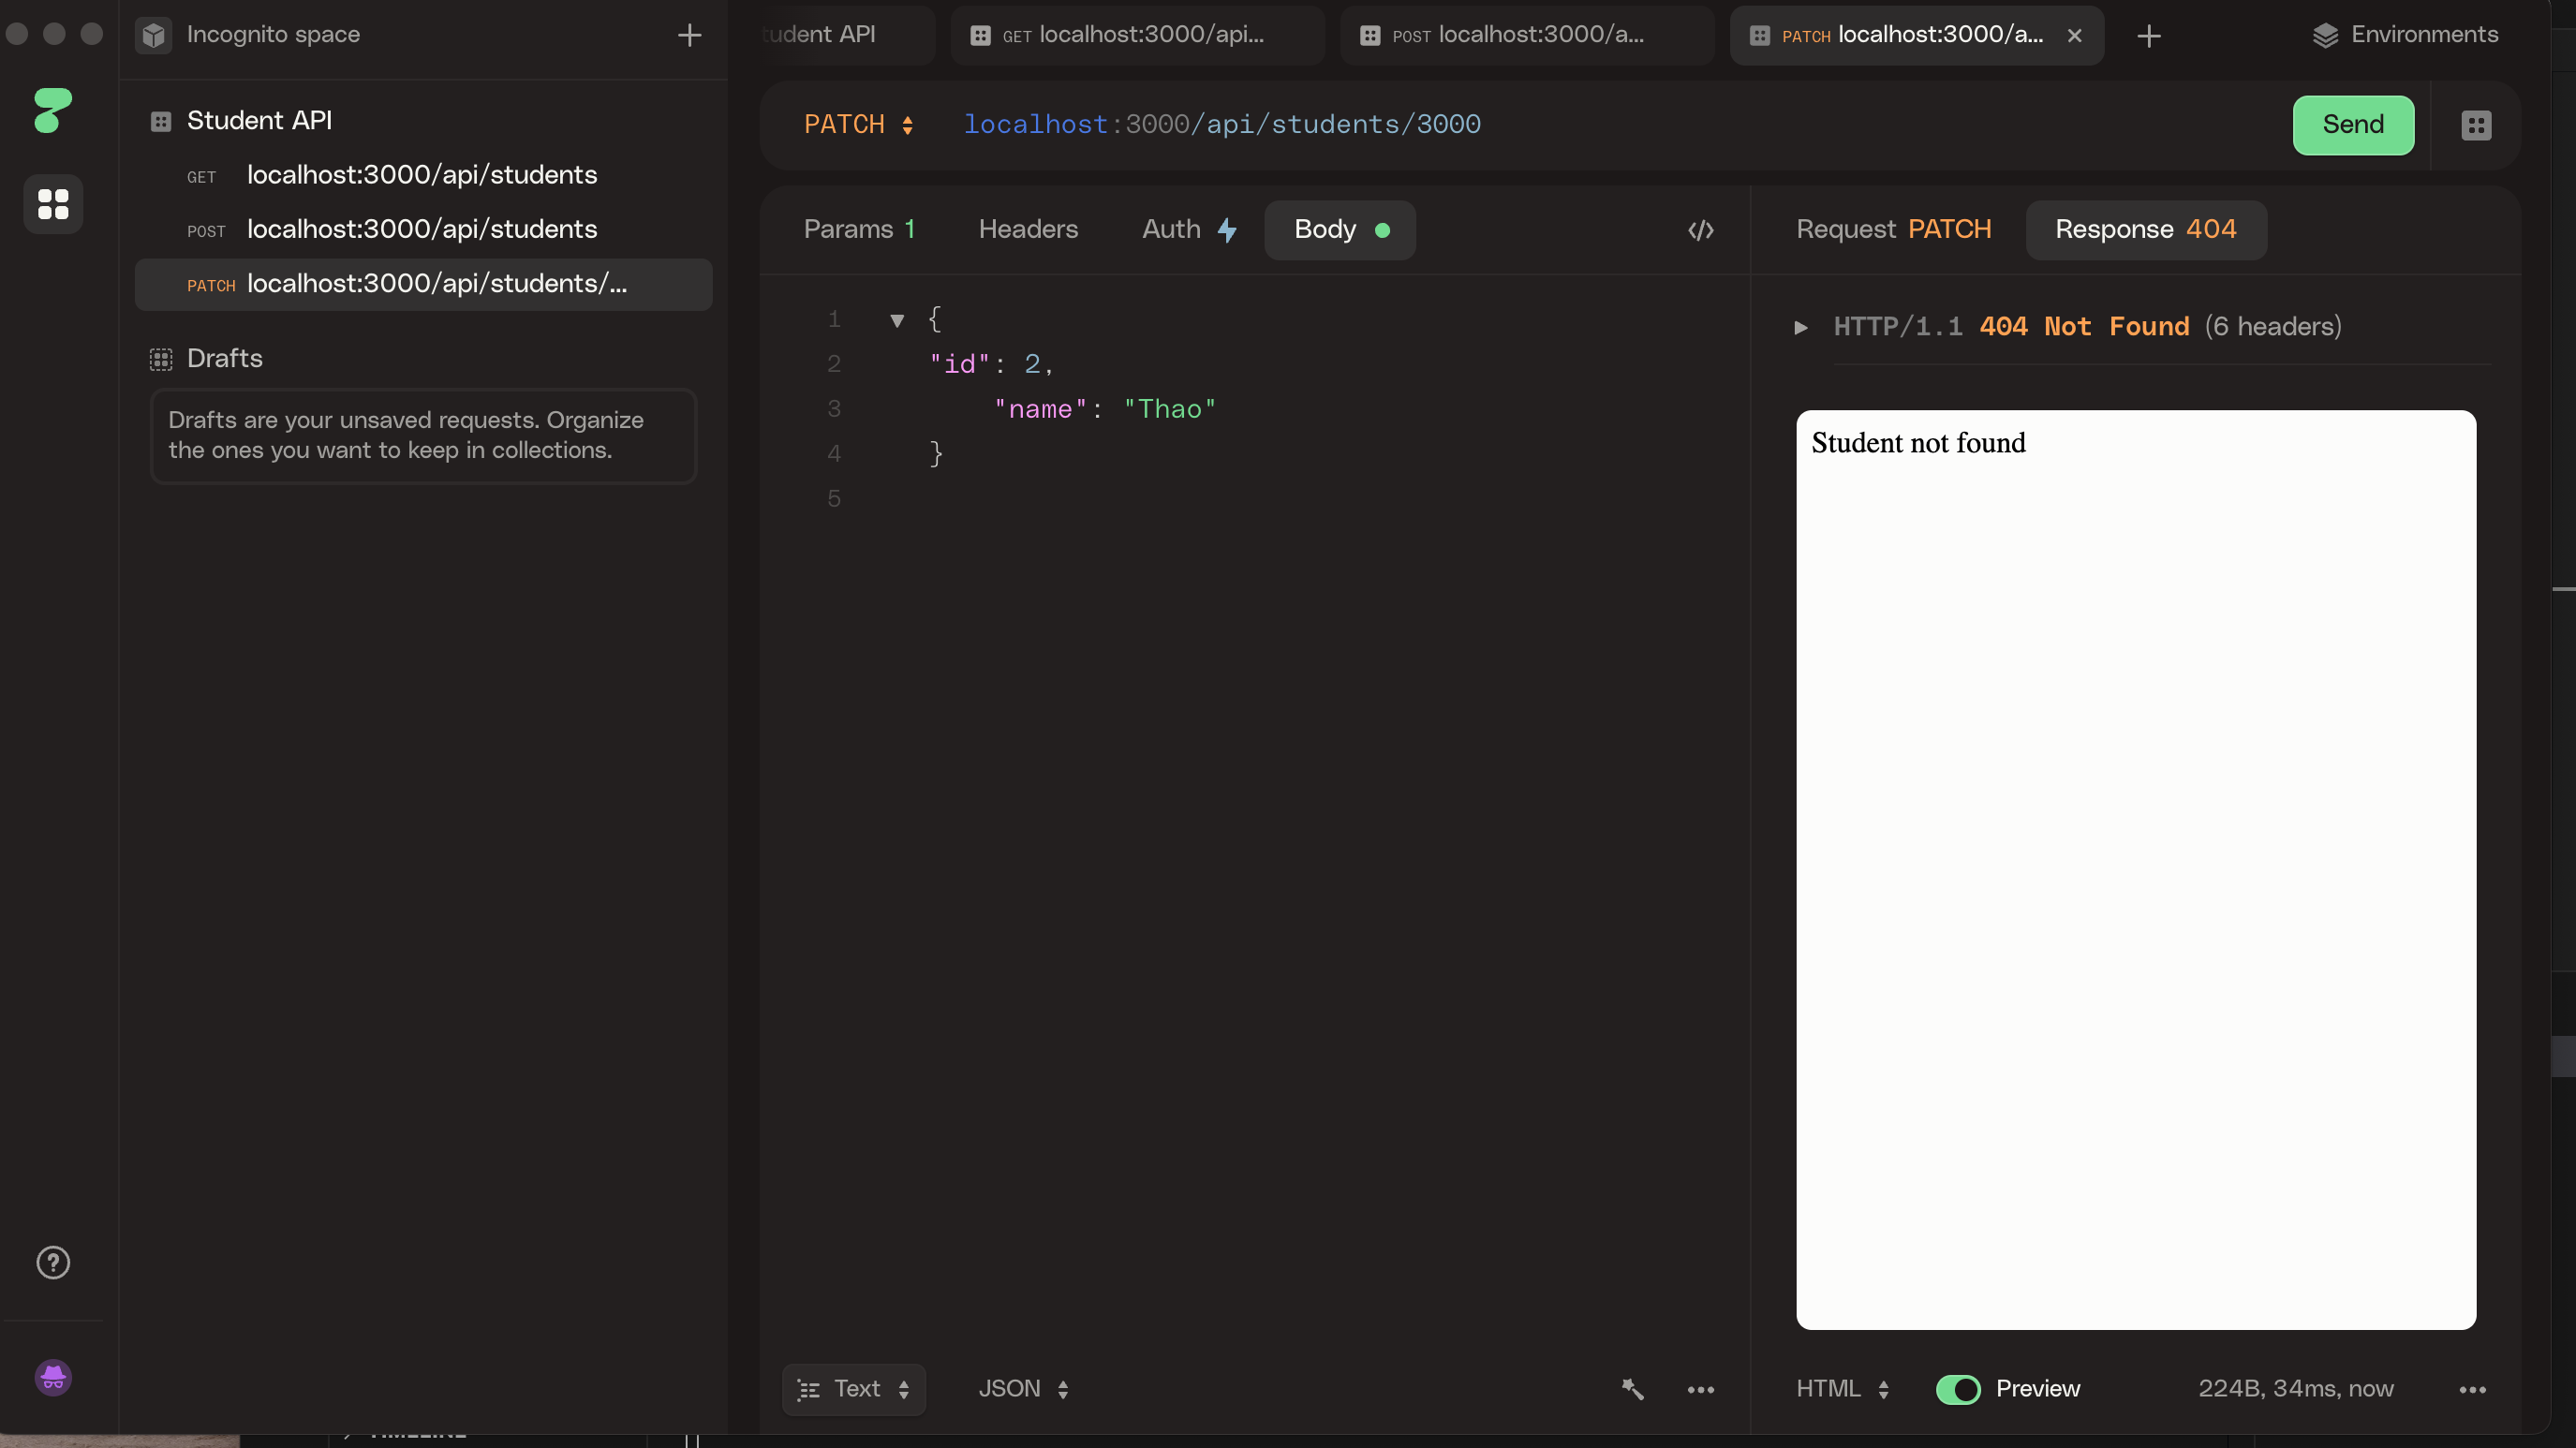 Incognito space
Student API
GET localhost:3000/api/students
POST localhost:3000/api/students
PATCH localhost:3000/api/students/...
Drafts
Drafts are your unsaved requests. Organize
the ones you want to keep in collections.
tudent API
GET localhost:3000/api...
POST localhost:3000/a...
PATCH localhost:3000/a...
Environments
PATCH localhost:3000/api/students/3000
Send
Params 1
Headers
Auth
Body
1 {
2 "id": 2,
3 "name": "Thao"
4 }
5
Text
JSON
Request PATCH
Response 404
HTTP/1.1 404 Not Found (6 headers)
Student not found
HTML
Preview
224B, 34ms, now
TIMELINE